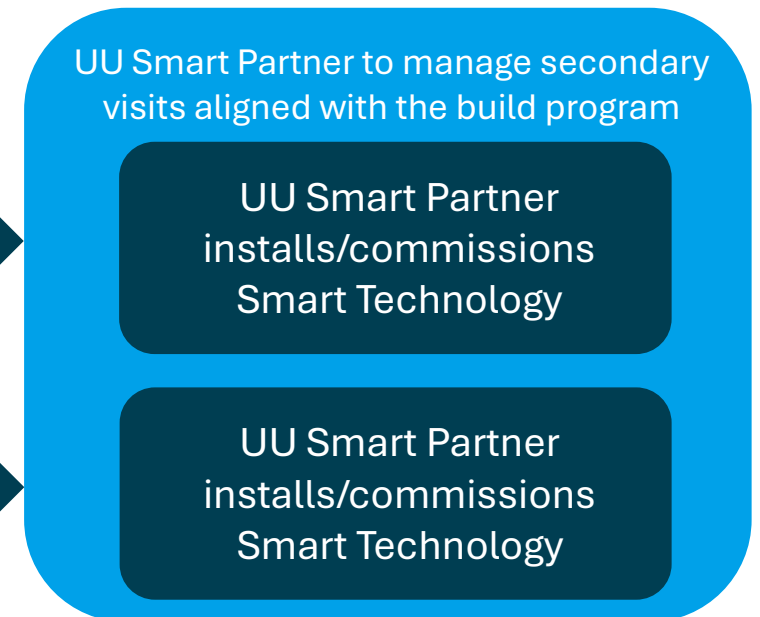 UU Smart Partner to manage secondary
visits aligned with the build program
UU Smart Partner
installs/commissions
Smart Technology
UU Smart Partner
installs/commissions
Smart Technology